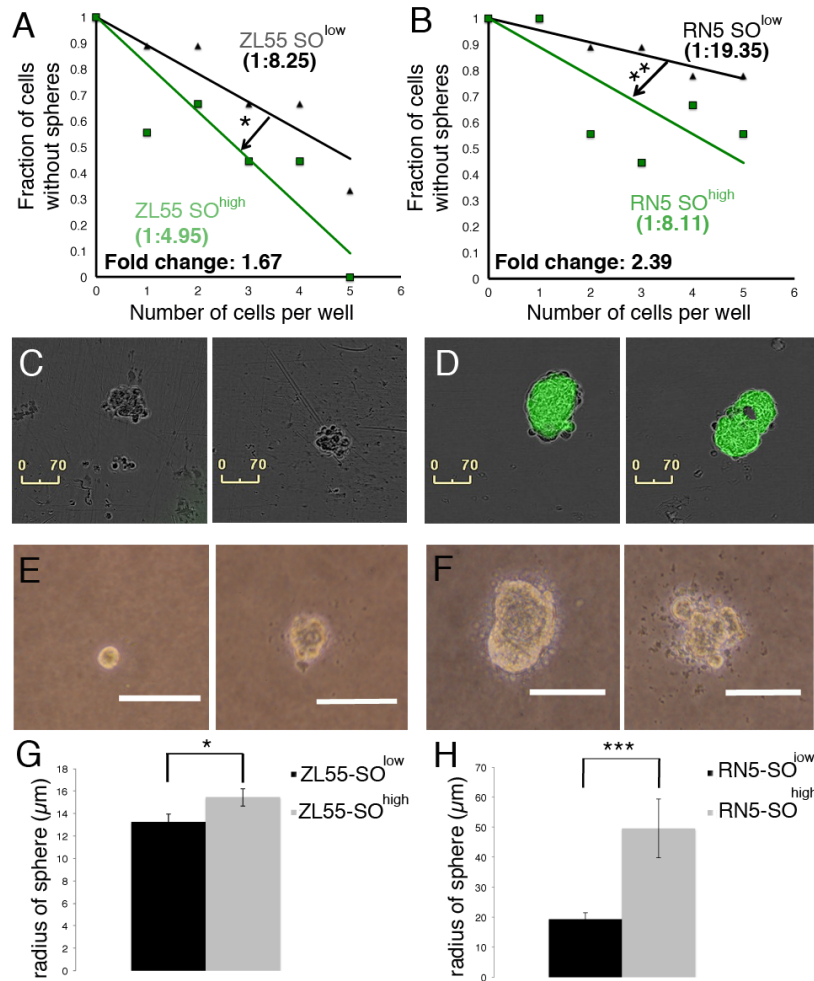 A
Fraction of cells
without spheres
1
0.9
0.8
0.7
0.6
0.5
0.4
0.3
0.2
0.1
0
ZL55 SO^low
(1:8.25)
*
ZL55 SO^high
(1:4.95)
Fold change: 1.67
0 1 2 3 4 5 6
Number of cells per well
B
Fraction of cells
without spheres
1
0.9
0.8
0.7
0.6
0.5
0.4
0.3
0.2
0.1
0
RN5 SO^low
(1:19.35)
**
RN5 SO^high
(1:8.11)
Fold change: 2.39
0 1 2 3 4 5 6
Number of cells per well
C
0 70
0 70
D
0 70
0 70
E
F
G
radius of sphere (µm)
18
16
14
12
10
8
6
4
2
0
*
ZL55-SO^low
ZL55-SO^high
H
radius of sphere (µm)
70
60
50
40
30
20
10
0
***
RN5-SO^low
RN5-SO^high